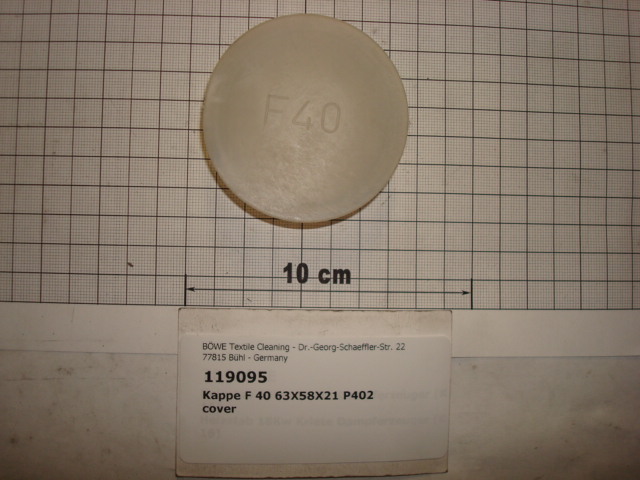 F40
10 cm
BÖWE Textile Cleaning - Dr.-Georg-Schaeffler-Str. 22
77815 Bühl - Germany
119095
Kappe F 40 63X58X21 P402
cover